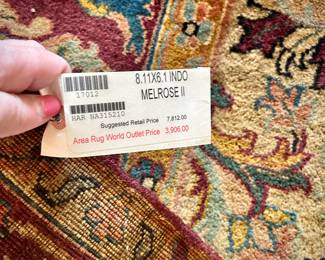 8.11X6.1 INDO
MELROSE II
17012
HAR NA315210
Suggested Retail Price 7,812.00
Area Rug World Outlet Price 3,906.00